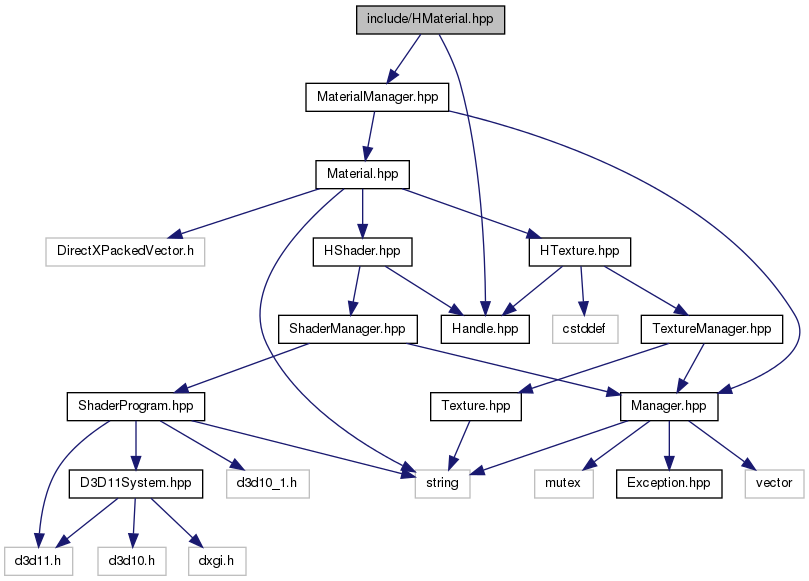 include/HMaterial.hpp
MaterialManager.hpp
Material.hpp
DirectXPackedVector.h
HShader.hpp
HTexture.hpp
ShaderManager.hpp
Handle.hpp
cstddef
TextureManager.hpp
ShaderProgram.hpp
Texture.hpp
Manager.hpp
D3D11System.hpp
d3d10_1.h
string
mutex
Exception.hpp
vector
d3d11.h
d3d10.h
dxgi.h